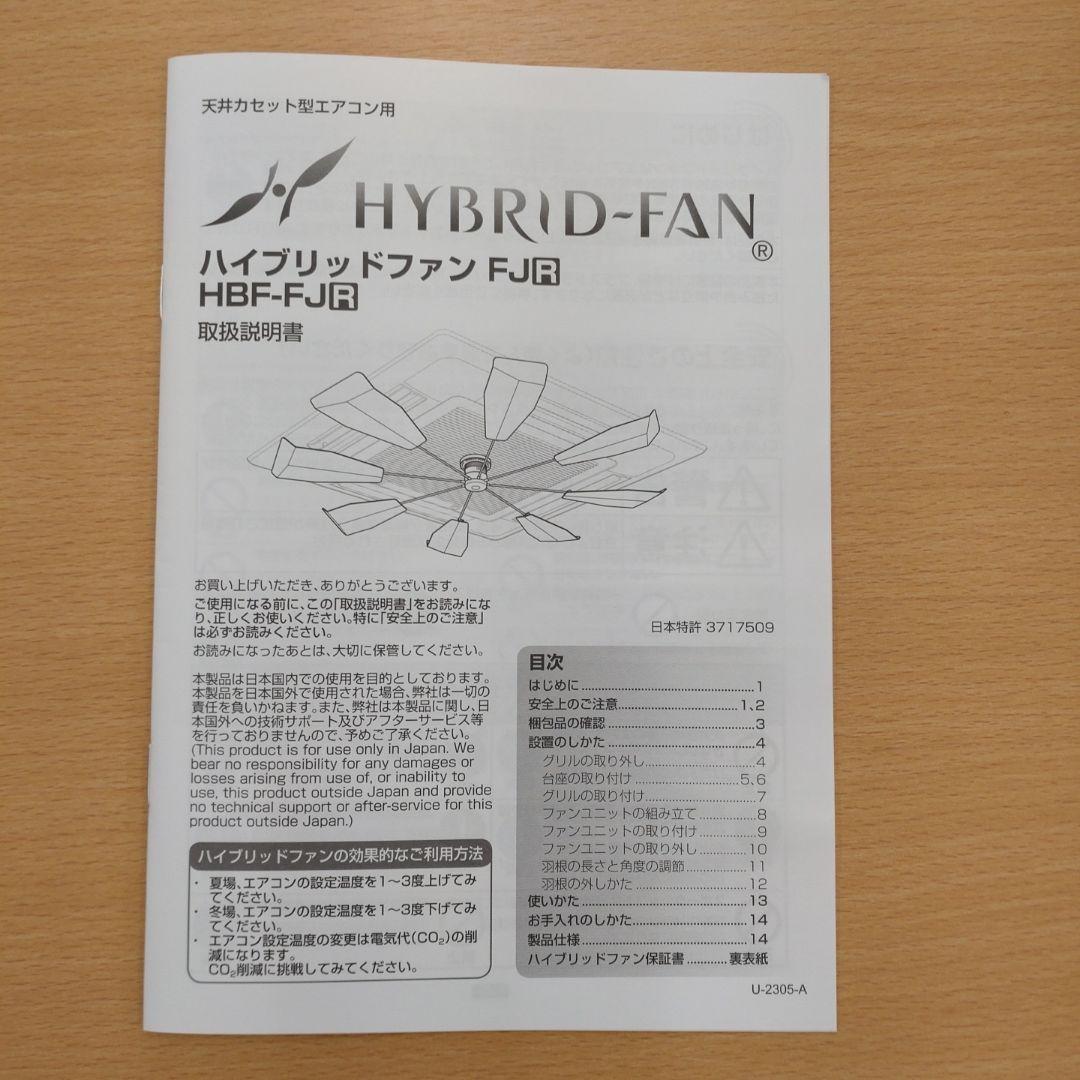 天井カセット型エアコン用
HYBRID-FAN®
ハイブリッドファン FJR
HBF-FJR
取扱説明書
お買い上げいただき、ありがとうございます。
ご使用になる前に、この「取扱説明書」をお読みにな
り、正しくお使いください。特に「安全上のご注意」
は必ずお読みください。
お読みになったあとは、大切に保管してください。
本製品は日本国内での使用を目的としております。
本製品を日本国外で使用された場合、弊社は一切の
責任を負いかねます。また、弊社は本製品に関し、日
本国外への技術サポート及びアフターサービス等
を行っておりませんので、予めご了承ください。
(This product is for use only in Japan. We
bear no responsibility for any damages or
losses arising from use of, or inability to
use, this product outside Japan and provide
no technical support or after-service for this
product outside Japan.)
ハイブリッドファンの効果的なご利用方法
・ 夏場、エアコンの設定温度を1～3度上げてみ
てください。
・ 冬場、エアコンの設定温度を1～3度下げてみ
てください。
・ エアコン設定温度の変更は電気代(CO₂)の削
減になります。
CO₂削減に挑戦してみてください。
日本特許 3717509
目次
はじめに ........ 1
安全上のご注意 ........ 1、2
梱包品の確認 ........ 3
設置のしかた ........ 4
グリルの取り外し ........ 4
台座の取り付け ........ 5、6
グリルの取り付け ........ 7
ファンユニットの組み立て ........ 8
ファンユニットの取り付け ........ 9
ファンユニットの取り外し ........ 10
羽根の長さと角度の調節 ........ 11
羽根の外しかた ........ 12
使いかた ........ 13
お手入れのしかた ........ 14
製品仕様 ........ 14
ハイブリッドファン保証書 ........ 裏表紙
U-2305-A